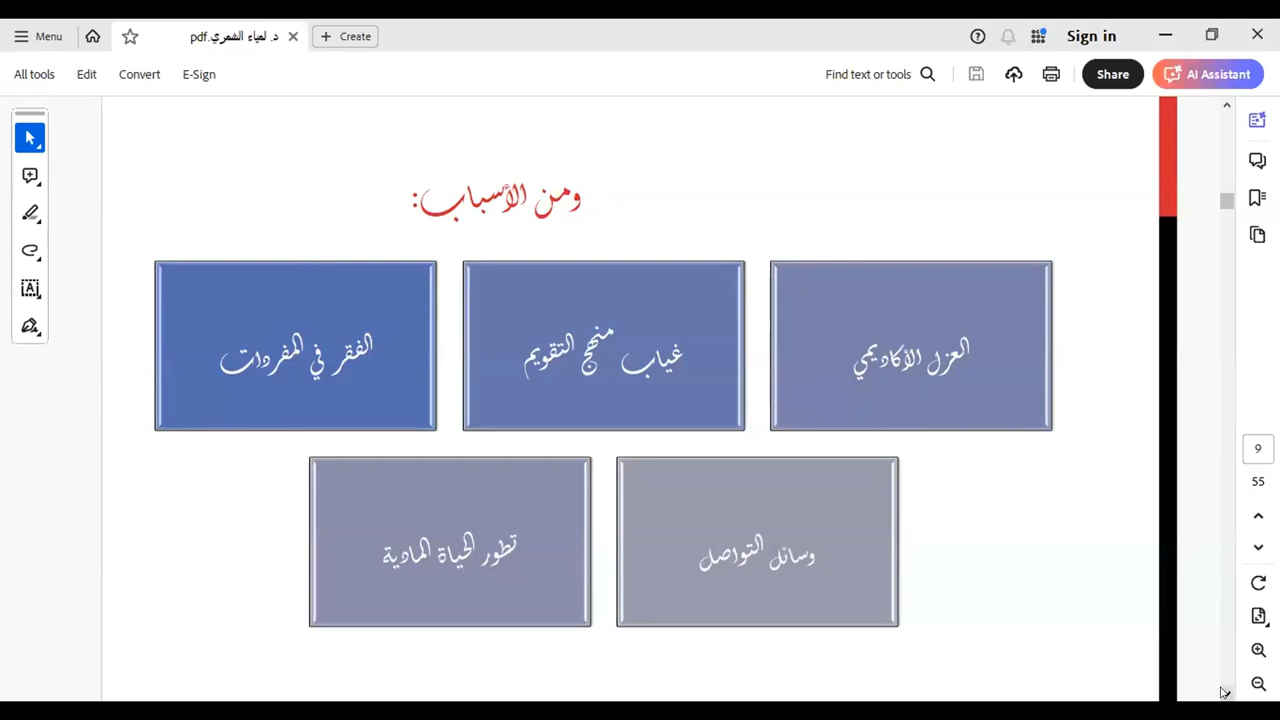 Menu
د. لمياء الشمري.pdf
Create
Sign in
All tools
Edit
Convert
E-Sign
Find text or tools
Share
AI Assistant
ومن الأسباب:
العزل الأكاديمي
غياب منهج التقويم
الفقر في المفردات
وسائل التواصل
تطور الحياة المادية
9
55